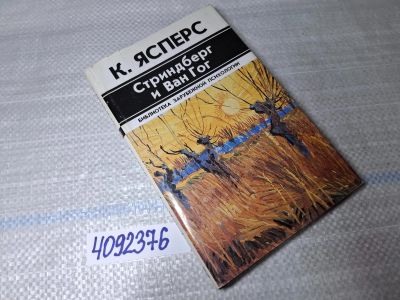 К. ЯСПЕРС
Стриндберг
и Ван Гог
БИБЛИОТЕКА ЗАРУБЕЖНОЙ ПСИХОЛОГИИ
4092376